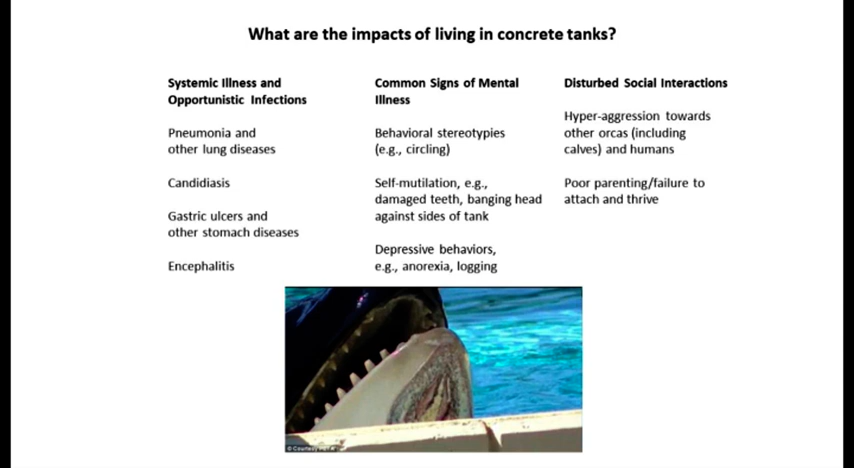 What are the impacts of living in concrete tanks?
Systemic Illness and
Opportunistic Infections
Pneumonia and
other lung diseases
Candidiasis
Gastric ulcers and
other stomach diseases
Encephalitis
Common Signs of Mental
Illness
Behavioral stereotypies
(e.g., circling)
Self-mutilation, e.g.,
damaged teeth, banging head
against sides of tank
Depressive behaviors,
e.g., anorexia, logging
Disturbed Social Interactions
Hyper-aggression towards
other orcas (including
calves) and humans
Poor parenting/failure to
attach and thrive
© Courtesy